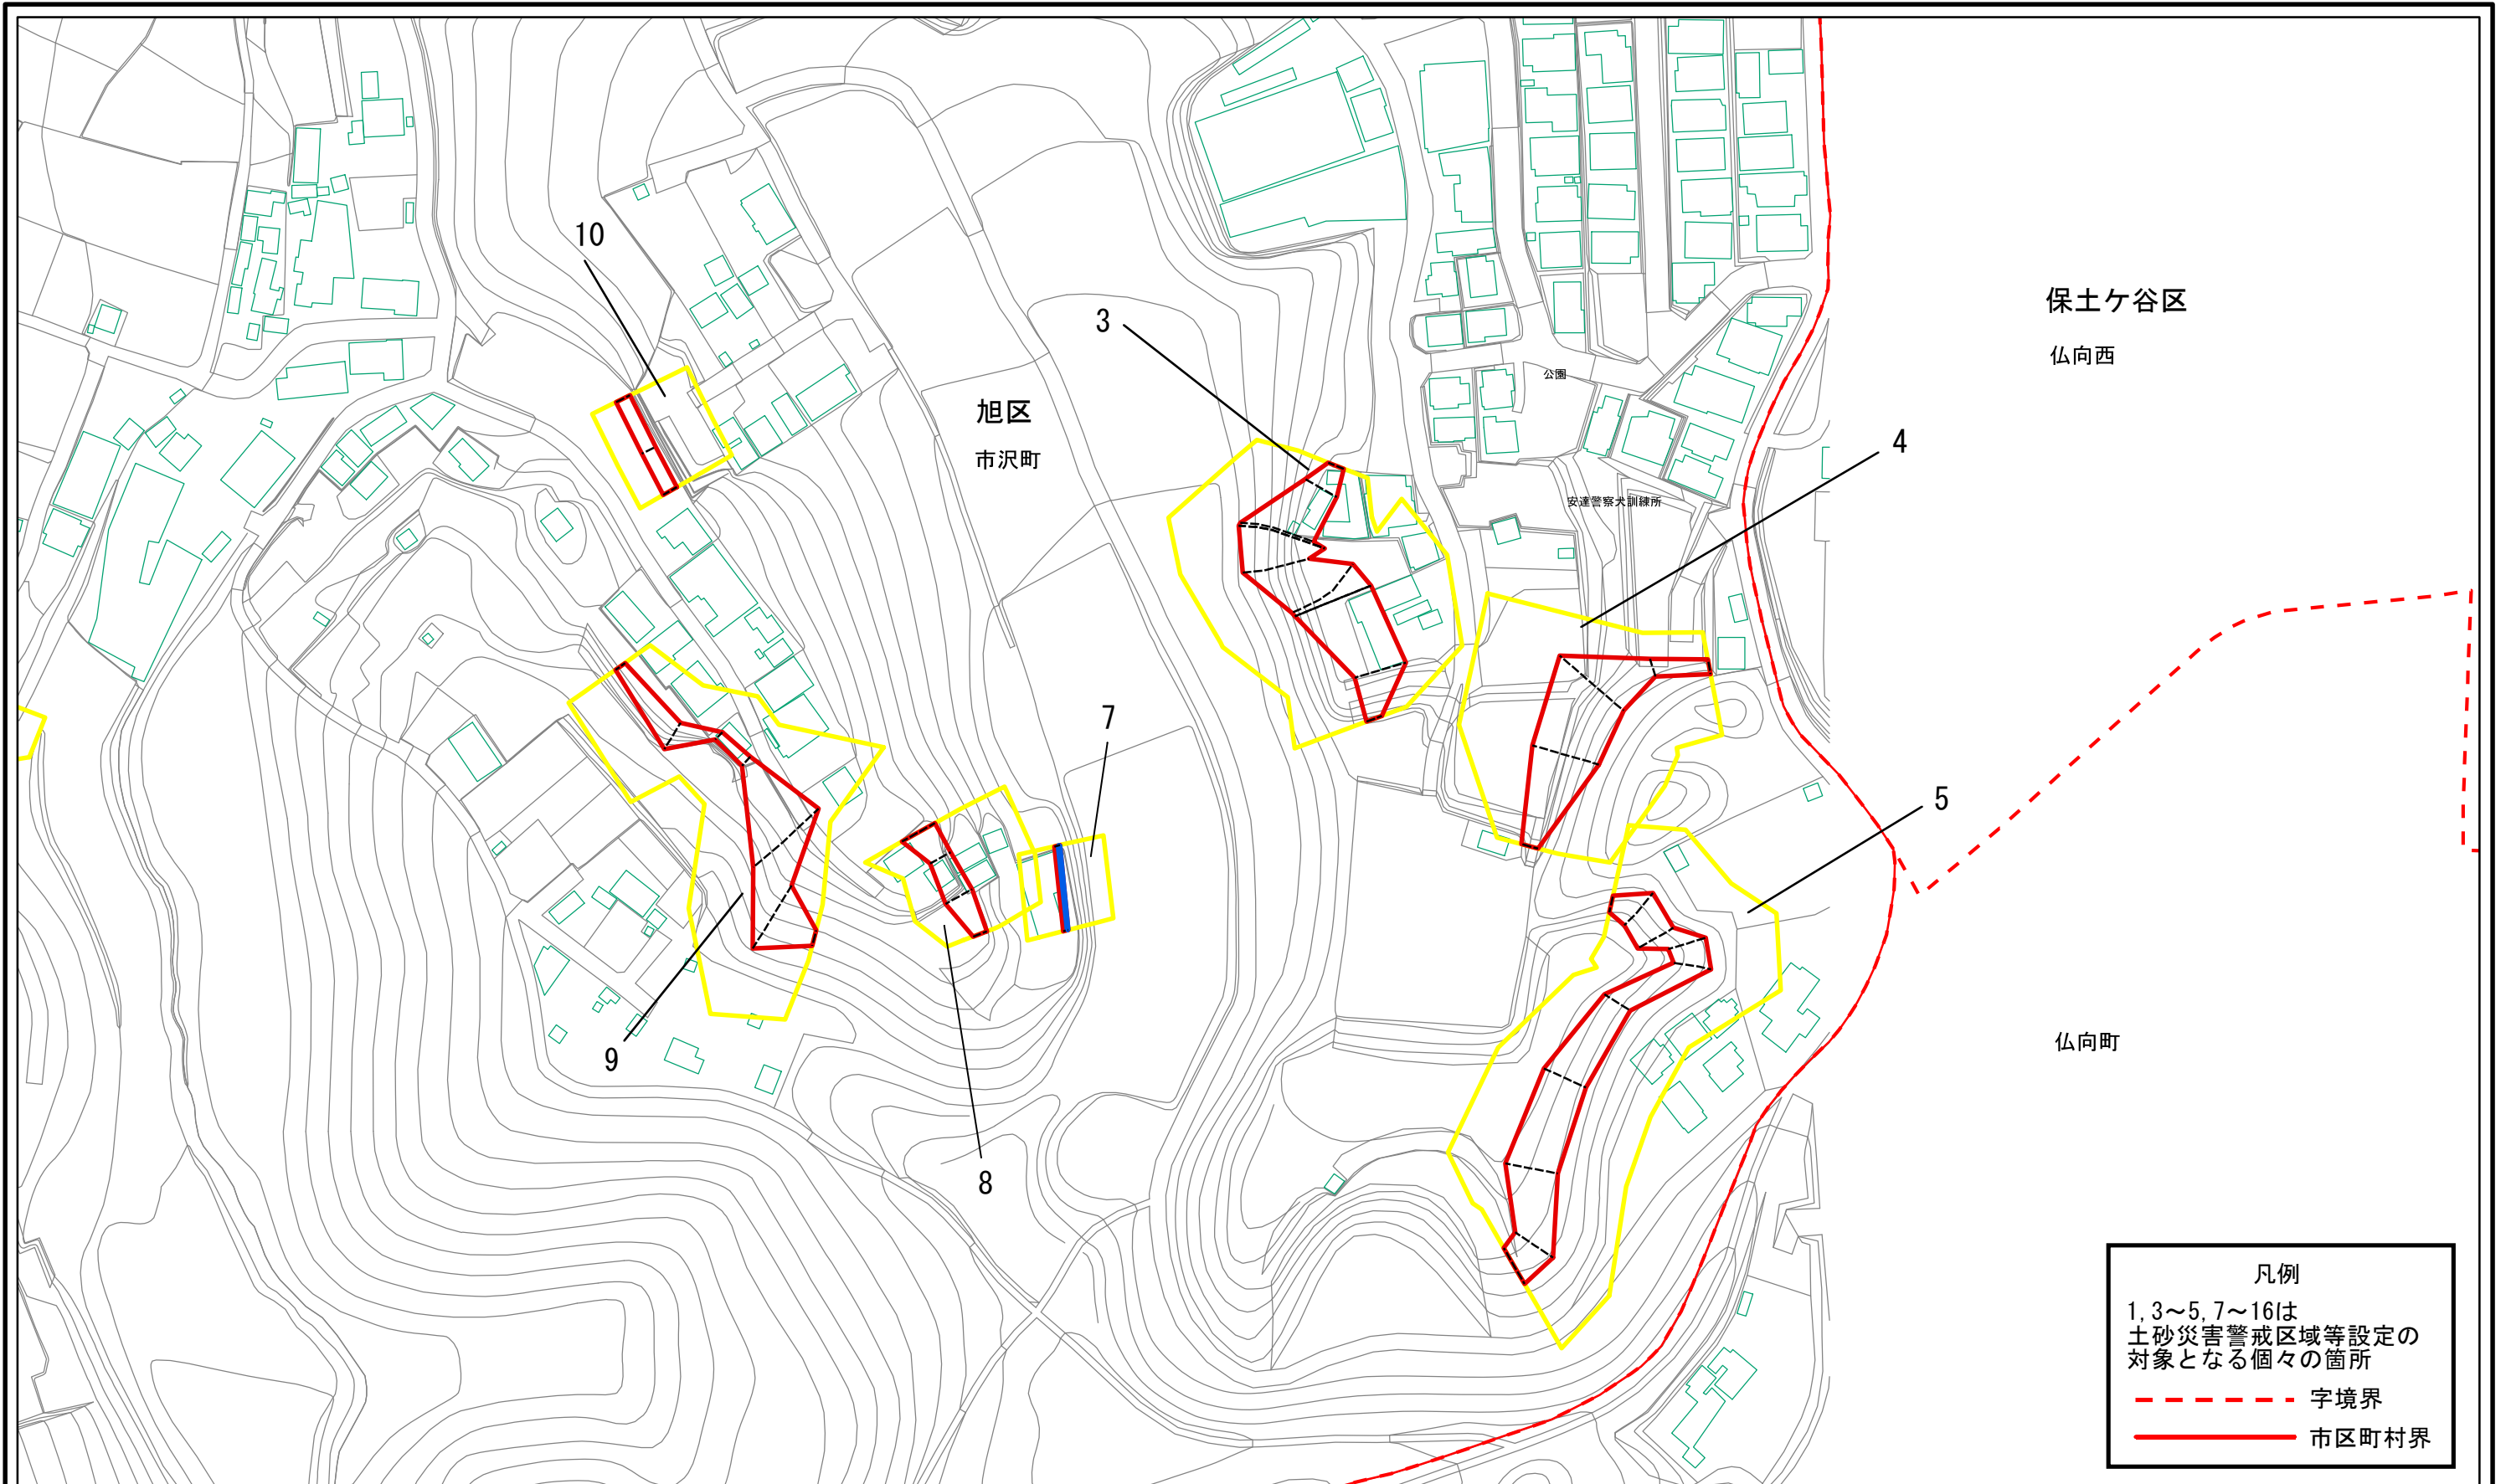 10
3
保土ケ谷区
仏向西
公園
旭区
市沢町
4
安達警察犬訓練所
7
5
9
8
仏向町
凡例
1,3～5,7～16は
土砂災害警戒区域等設定の
対象となる個々の箇所
字境界
市区町村界